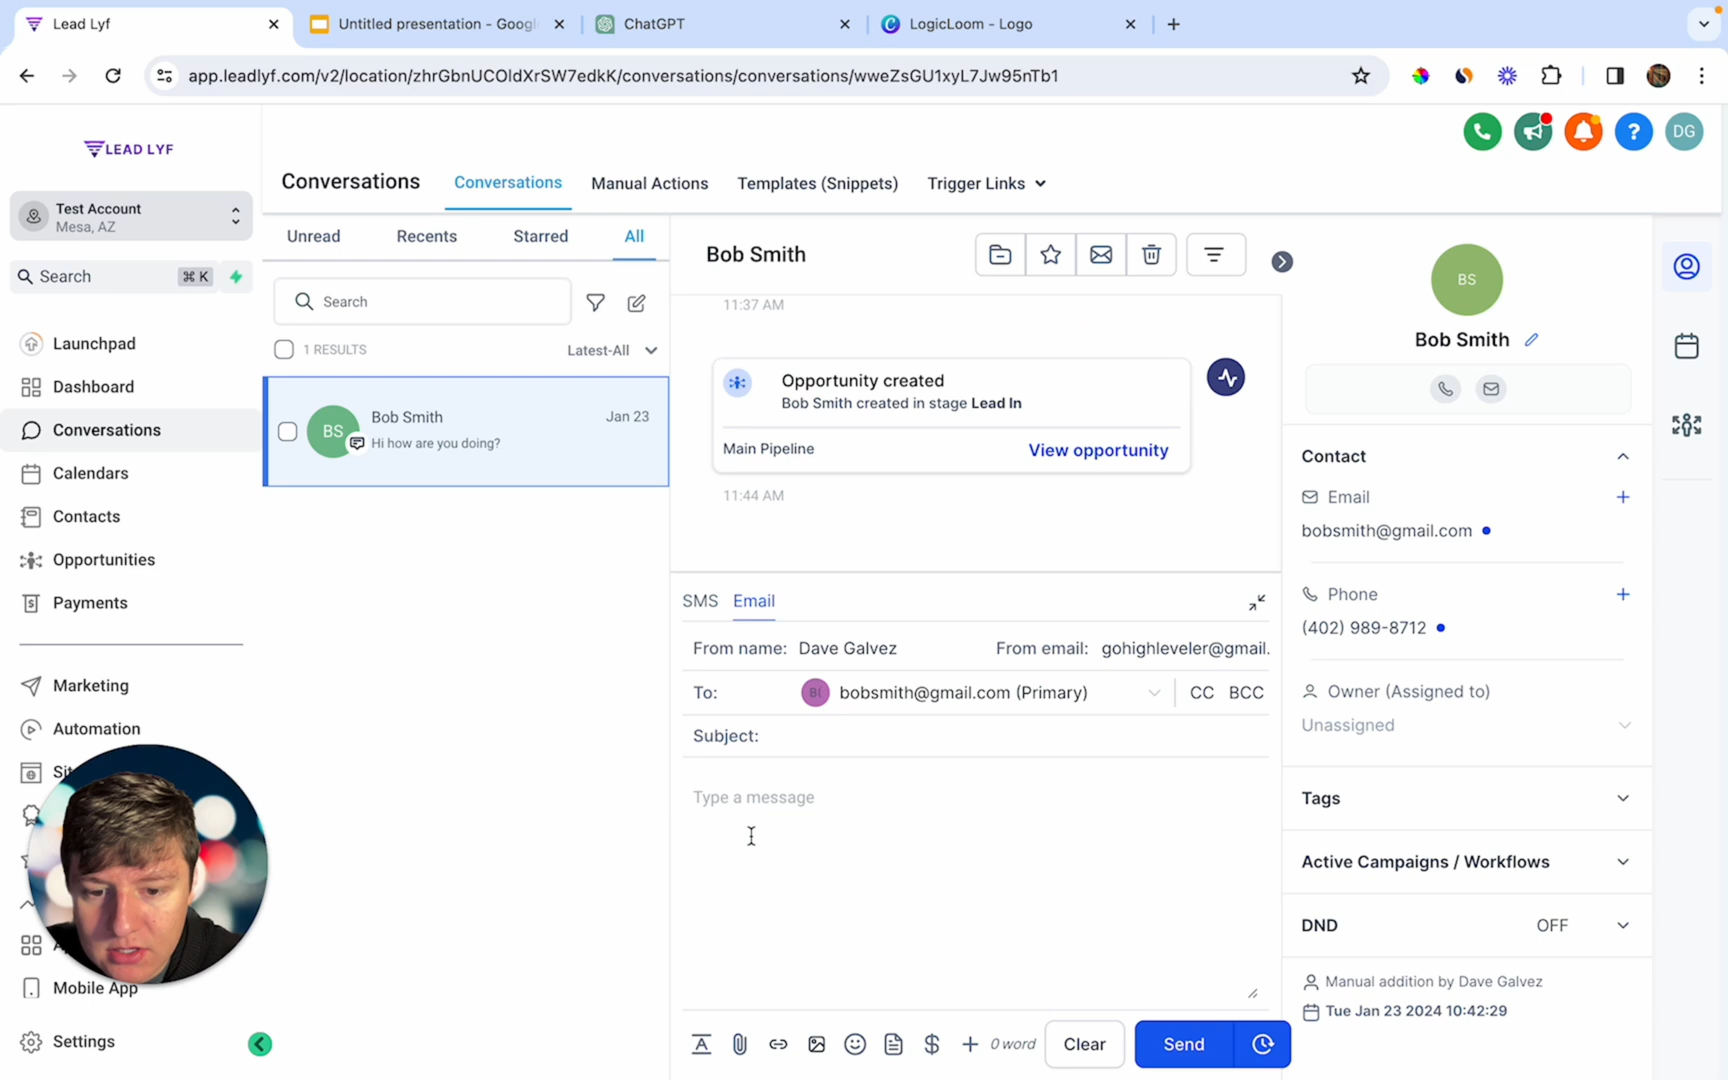 Lead Lyf
Untitled presentation - Googl
ChatGPT
LogicLoom - Logo
app.leadlyf.com/v2/location/zhrGbnUCOldXrSW7edkK/conversations/conversations/wweZsGU1xyL7Jw95nTb1
LEAD LYF
DG
Test Account
Mesa, AZ
Search ⌘ K
Launchpad
Dashboard
Conversations
Calendars
Contacts
Opportunities
Payments
Marketing
Automation
Mobile App
Settings
Conversations
Conversations
Manual Actions
Templates (Snippets)
Trigger Links
Unread
Recents
Starred
All
Search
1 RESULTS
Latest-All
BS
Bob Smith
Jan 23
Hi how are you doing?
Bob Smith
11:37 AM
Opportunity created
Bob Smith created in stage Lead In
Main Pipeline
View opportunity
11:44 AM
SMS
Email
From name: Dave Galvez
From email: gohighleveler@gmail.
To: B( bobsmith@gmail.com (Primary)
CC BCC
Subject:
Type a message
0 word
Clear
Send
BS
Bob Smith
Contact
Email
bobsmith@gmail.com
Phone
(402) 989-8712
Owner (Assigned to)
Unassigned
Tags
Active Campaigns / Workflows
DND OFF
Manual addition by Dave Galvez
Tue Jan 23 2024 10:42:29